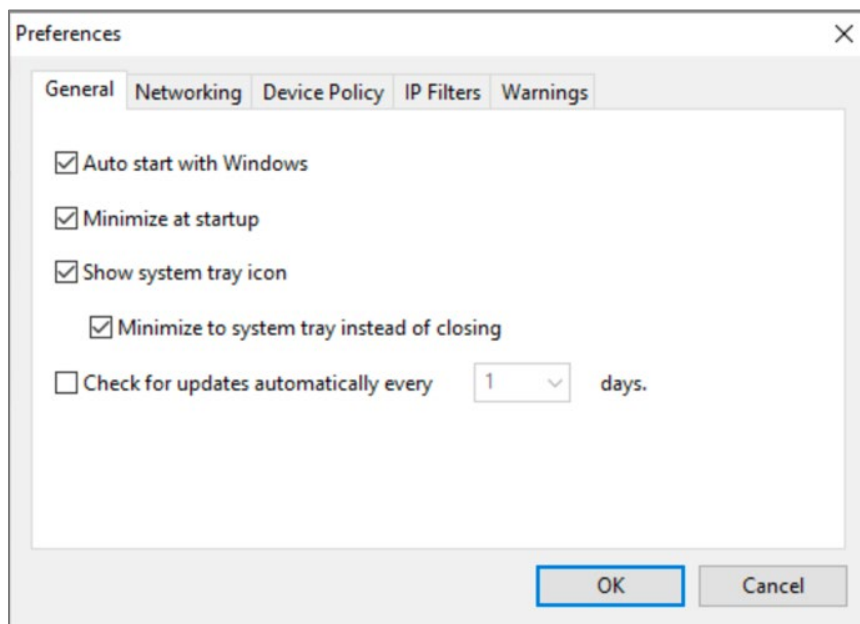 Preferences
General Networking Device Policy IP Filters Warnings
Auto start with Windows
Minimize at startup
Show system tray icon
Minimize to system tray instead of closing
Check for updates automatically every 1 days.
OK Cancel